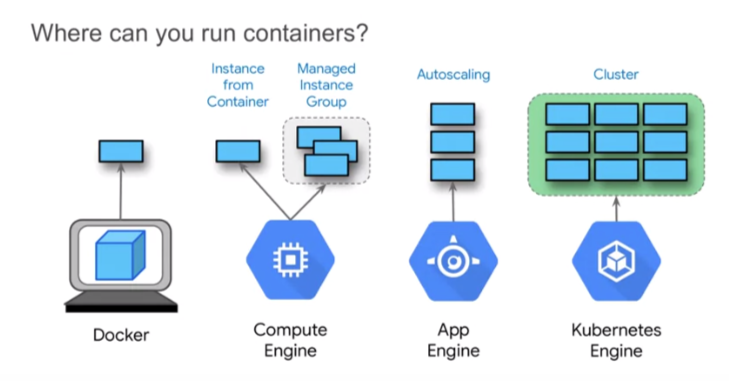 Where can you run containers?
Instance
from
Container
Managed
Instance
Group
Autoscaling
Cluster
Docker
Compute
Engine
App
Engine
Kubernetes
Engine